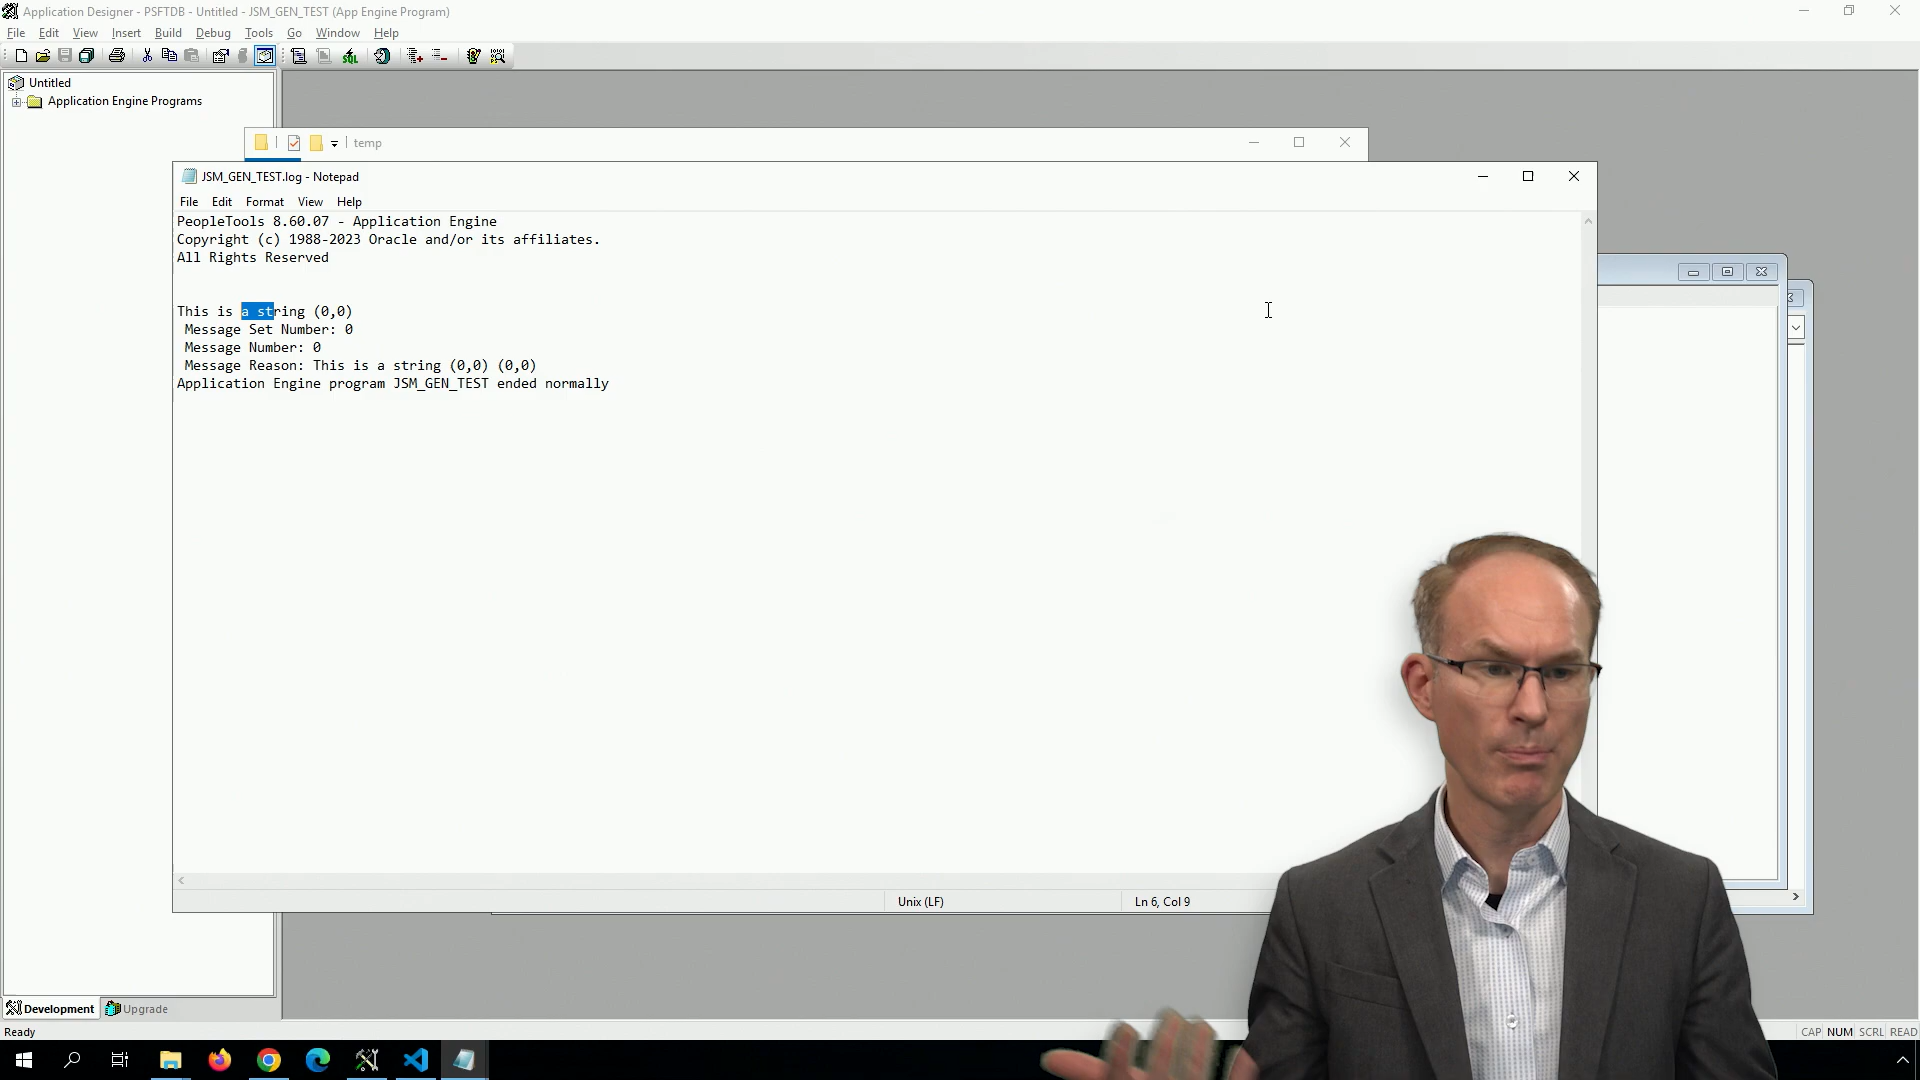 Application Designer - PSFTDB - Untitled - JSM_GEN_TEST (App Engine Program)
File Edit View Insert Build Debug Tools Go Window Help
SQL
Untitled
Application Engine Programs
temp
JSM_GEN_TEST.log - Notepad
File Edit Format View Help
PeopleTools 8.60.07 - Application Engine
Copyright (c) 1988-2023 Oracle and/or its affiliates.
All Rights Reserved
This is a string (0,0)
Message Set Number: 0
Message Number: 0
Message Reason: This is a string (0,0) (0,0)
Application Engine program JSM_GEN_TEST ended normally
Unix (LF) Ln 6, Col 9
Development Upgrade
Ready CAP NUM SCRL READ